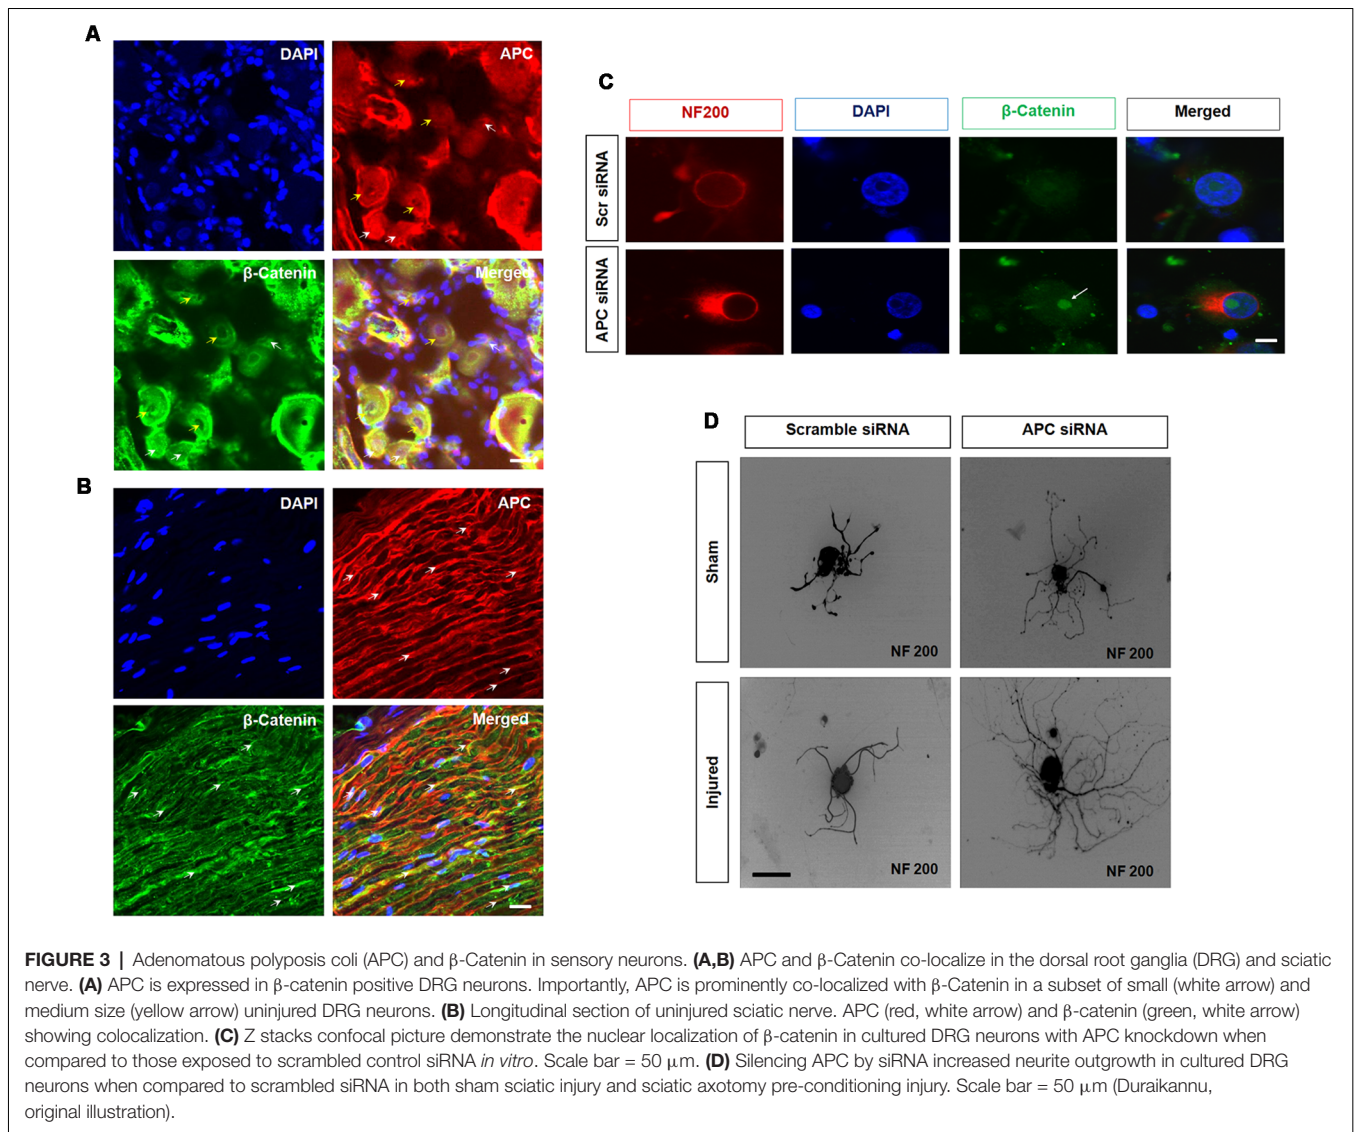 A
DAPI
APC
β-Catenin
Merged
B
DAPI
APC
β-Catenin
Merged
C
NF200
DAPI
β-Catenin
Merged
Scr siRNA
APC siRNA
D
Scramble siRNA
APC siRNA
Sham
NF 200
NF 200
Injured
NF 200
NF 200
FIGURE 3 | Adenomatous polyposis coli (APC) and β-Catenin in sensory neurons. (A,B) APC and β-Catenin co-localize in the dorsal root ganglia (DRG) and sciatic
nerve. (A) APC is expressed in β-catenin positive DRG neurons. Importantly, APC is prominently co-localized with β-Catenin in a subset of small (white arrow) and
medium size (yellow arrow) uninjured DRG neurons. (B) Longitudinal section of uninjured sciatic nerve. APC (red, white arrow) and β-catenin (green, white arrow)
showing colocalization. (C) Z stacks confocal picture demonstrate the nuclear localization of β-catenin in cultured DRG neurons with APC knockdown when
compared to those exposed to scrambled control siRNA in vitro. Scale bar = 50 μm. (D) Silencing APC by siRNA increased neurite outgrowth in cultured DRG
neurons when compared to scrambled siRNA in both sham sciatic injury and sciatic axotomy pre-conditioning injury. Scale bar = 50 μm (Duraikannu,
original illustration).